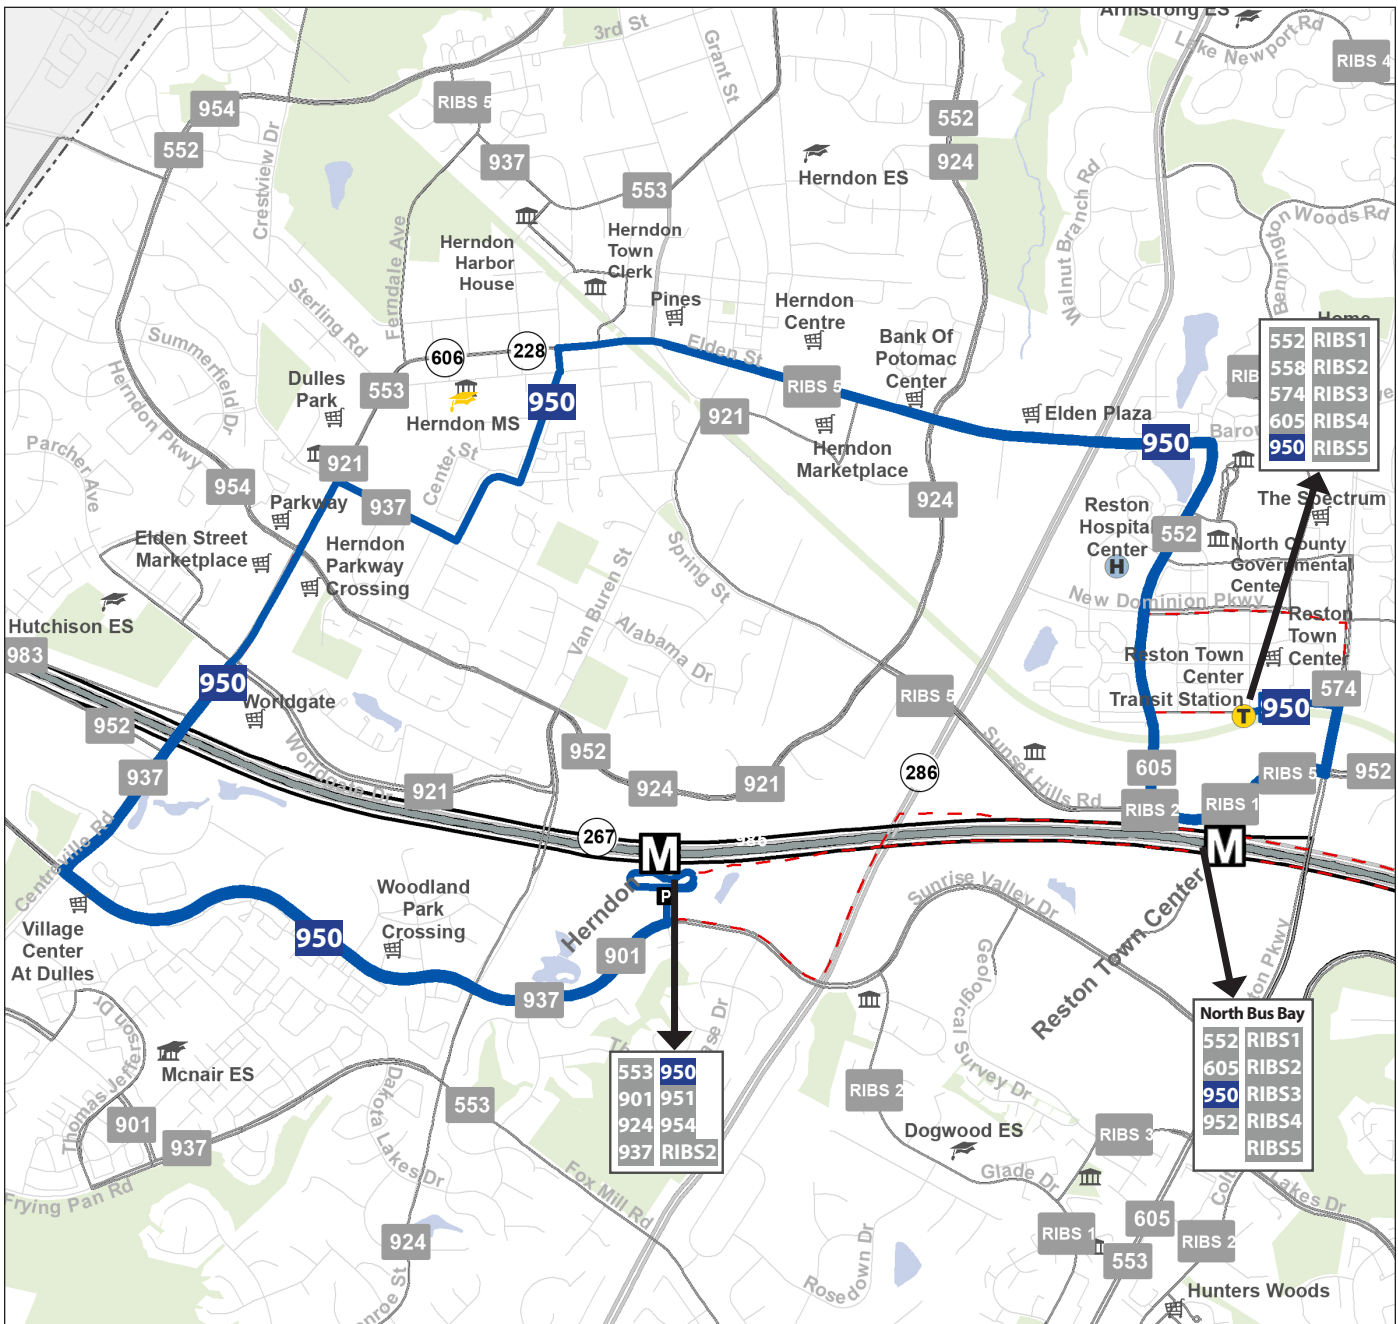 Armstrong ES
Lake Newport Rd
3rd St
Grant St
RIBS 4
954
RIBS 5
552
552
937
924
Herndon ES
553
Crestview Dr
Walnut Branch Rd
Bennington Woods Rd
Ferndale Ave
Herndon
Harbor
House
Herndon
Town
Clerk
Sterling Rd
Pines
Herndon
Centre
Bank Of
Potomac
Center
Summerfield Dr
606
228
Elden St
552 RIBS1
558 RIBS2
574 RIBS3
605 RIBS4
950 RIBS5
Herndon Pkwy
Dulles
Park
553
RIBS 5
RIB
950
Herndon MS
921
Elden Plaza
950
Parcher Ave
Center St
Herndon
Marketplace
921
954
Parkway
937
924
The Spectrum
Reston
Hospital
Center
H
552
North County
Governmental
Center
Elden Street
Marketplace
Herndon
Parkway
Crossing
Spring St
Van Buren St
New Dominion Pkwy
Alabama Dr
Reston
Town
Center
Hutchison ES
983
950
Reston Town
Center
Transit Station
T
950
574
RIBS 5
Worldgate
952
952
Worldgate Dr
937
921
924
921
286
Sunset Hills Rd
605
RIBS 5
952
RIBS 2
RIBS 1
267
M
M
P
Centreville Rd
Village
Center
At Dulles
Woodland
Park
Crossing
950
Herndon
901
937
Sunrise Valley Dr
Reston Town Center
Geological Survey Dr
North Bus Bay
552 RIBS1
605 RIBS2
950 RIBS3
952 RIBS4
RIBS5
Mcnair ES
Thomas Jefferson Dr
Dakota Lakes Dr
553 950
901 951
924 954
937 RIBS2
RIBS 2
553
901
937
Dogwood ES
RIBS 3
Glade Dr
Fox Mill Rd
Frying Pan Rd
Lakes Dr
924
605
RIBS 1
RIBS 2
553
Rosedown Dr
Hunters Woods